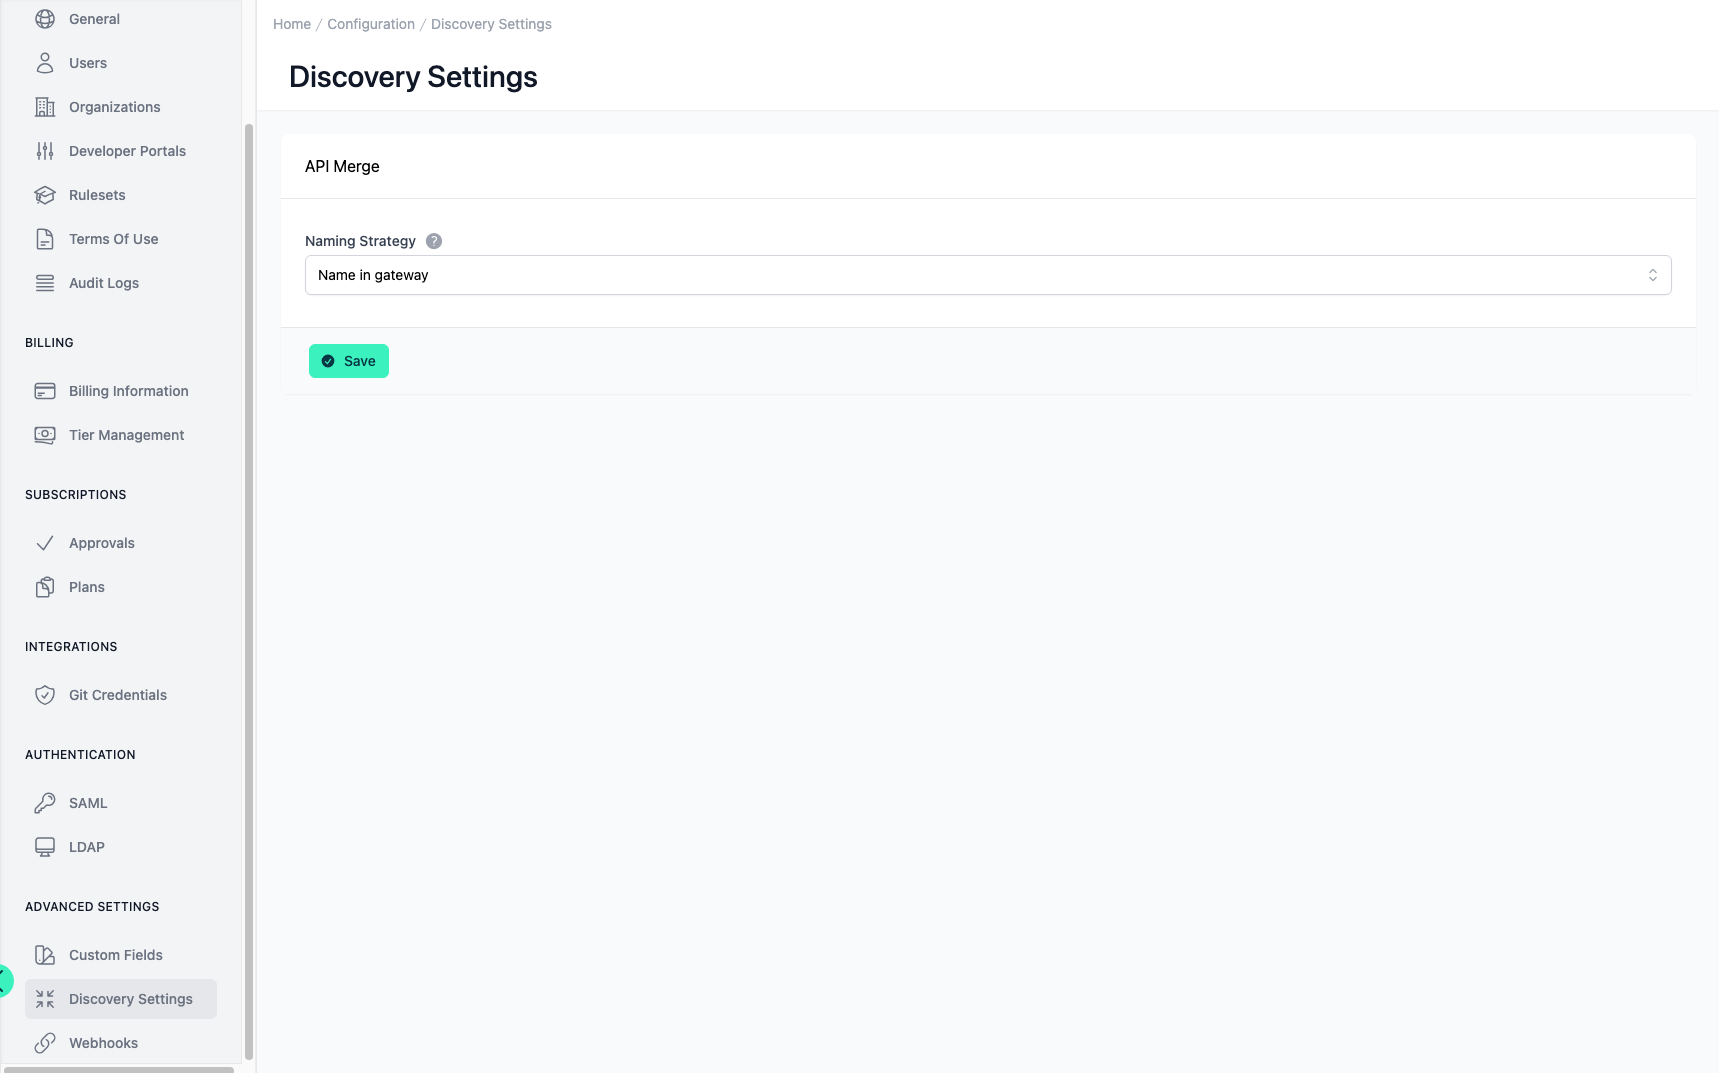 General
Users
Organizations
Developer Portals
Rulesets
Terms Of Use
Audit Logs
BILLING
Billing Information
Tier Management
SUBSCRIPTIONS
Approvals
Plans
INTEGRATIONS
Git Credentials
AUTHENTICATION
SAML
LDAP
ADVANCED SETTINGS
Custom Fields
Discovery Settings
Webhooks
Home / Configuration / Discovery Settings
Discovery Settings
API Merge
Naming Strategy ?
Name in gateway
Save